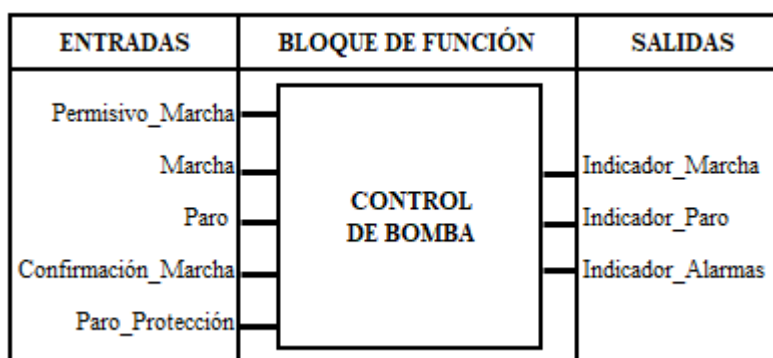 ENTRADAS
BLOQUE DE FUNCIÓN
SALIDAS
Permisivo_Marcha
Marcha
Paro
Confirmación_Marcha
Paro_Protección
CONTROL
DE BOMBA
Indicador_Marcha
Indicador_Paro
Indicador_Alarmas